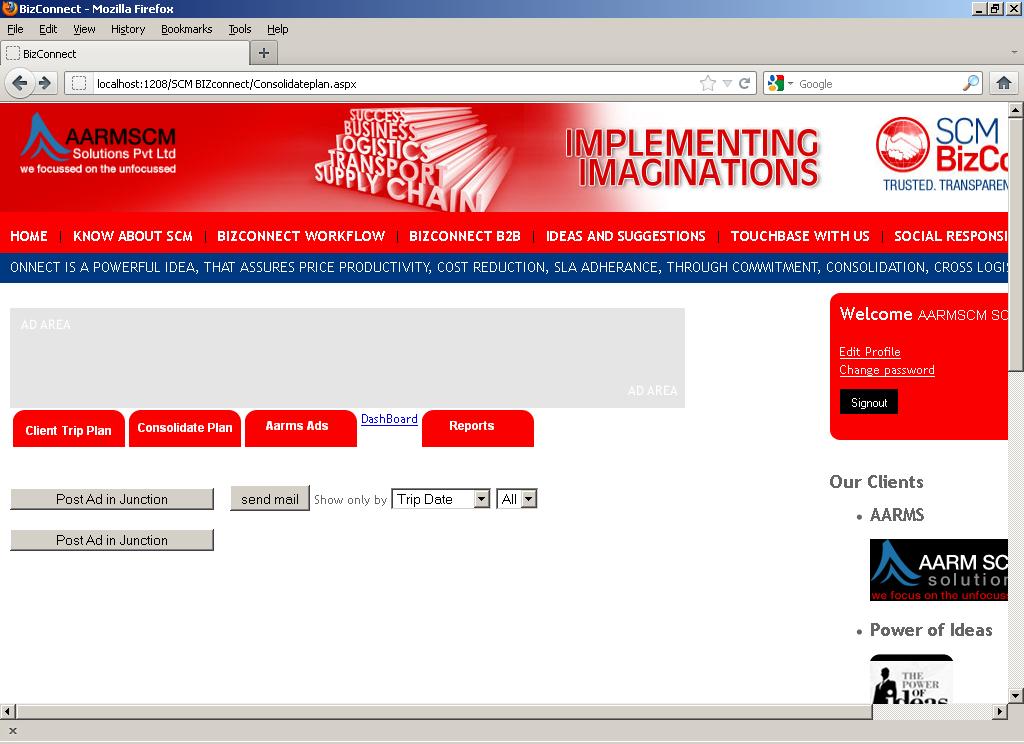 BizConnect - Mozilla Firefox
File Edit View History Bookmarks Tools Help
BizConnect
localhost:1208/SCM BIZconnect/Consolidateplan.aspx
Google
AARMSCM
Solutions Pvt Ltd
we focussed on the unfocussed
SUCCESS
BUSINESS
LOGISTICS
TRANSPORT
SUPPLY CHAIN
IMPLEMENTING
IMAGINATIONS
SCM
BizCo
TRUSTED. TRANSPAREN
HOME | KNOW ABOUT SCM | BIZCONNECT WORKFLOW | BIZCONNECT B2B | IDEAS AND SUGGESTIONS | TOUCHBASE WITH US | SOCIAL RESPONSI
ONNECT IS A POWERFUL IDEA, THAT ASSURES PRICE PRODUCTIVITY, COST REDUCTION, SLA ADHERANCE, THROUGH COMMITMENT, CONSOLIDATION, CROSS LOGI
AD AREA
AD AREA
Client Trip Plan Consolidate Plan Aarms Ads DashBoard Reports
Post Ad in Junction send mail Show only by Trip Date All
Post Ad in Junction
Welcome AARMSCM SC
Edit Profile
Change password
Signout
Our Clients
• AARMS
AARM SC
solution
we focus on the unfocus
• Power of Ideas
THE
POWER
OF
Ideas